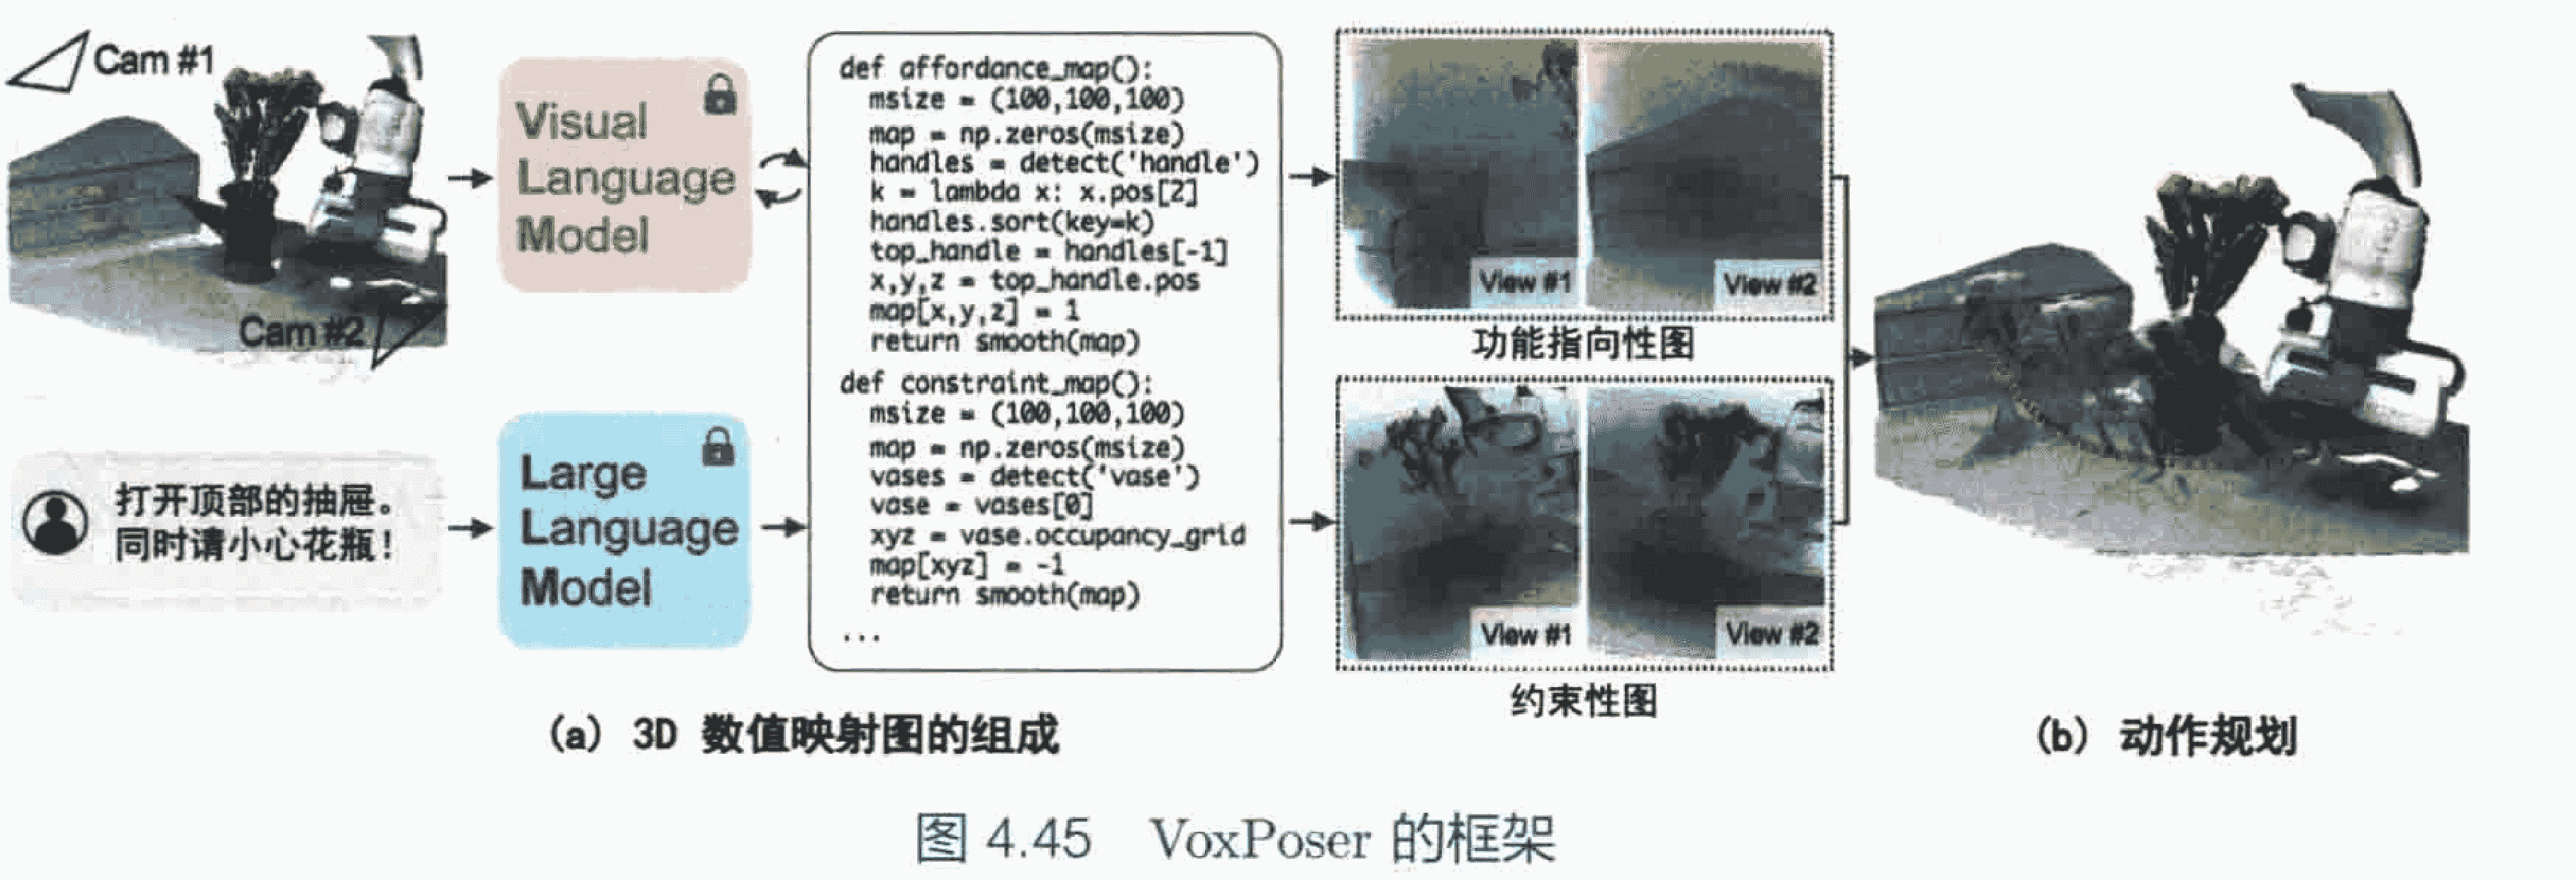 Cam #1
Cam #2
Visual
Language
Model
打开顶部的抽屉。
同时请小心花瓶！
Large
Language
Model
def affordance_map():
msize = (100,100,100)
map = np.zeros(msize)
handles = detect('handle')
k = lambda x: x.pos[2]
handles.sort(key=k)
top_handle = handles[-1]
x,y,z = top_handle.pos
map[x,y,z] = 1
return smooth(map)
def constraint_map():
msize = (100,100,100)
map = np.zeros(msize)
vases = detect('vase')
vase = vases[0]
xyz = vase.occupancy_grid
map[xyz] = -1
return smooth(map)
...
View #1
View #2
功能指向性图
View #1
View #2
约束性图
(a) 3D 数值映射图的组成
(b) 动作规划
图 4.45 VoxPoser 的框架